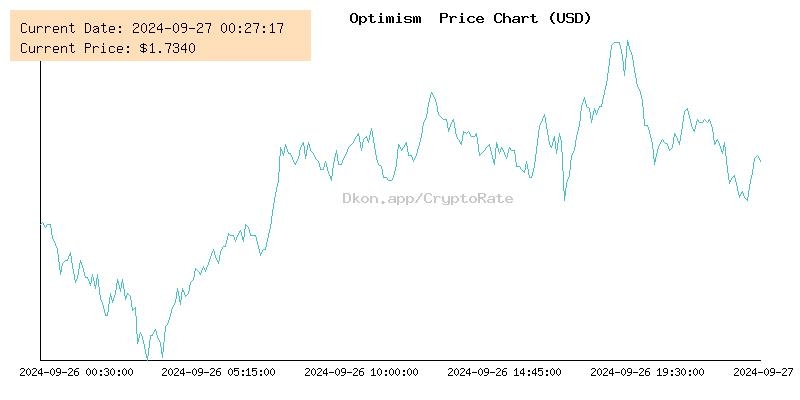 Optimism  Price Chart (USD)
Current Date: 2024-09-27 00:27:17
Current Price: $1.7340
Dkon.app/CryptoRate
2024-09-26 00:30:00 2024-09-26 05:15:00 2024-09-26 10:00:00 2024-09-26 14:45:00 2024-09-26 19:30:00 2024-09-27